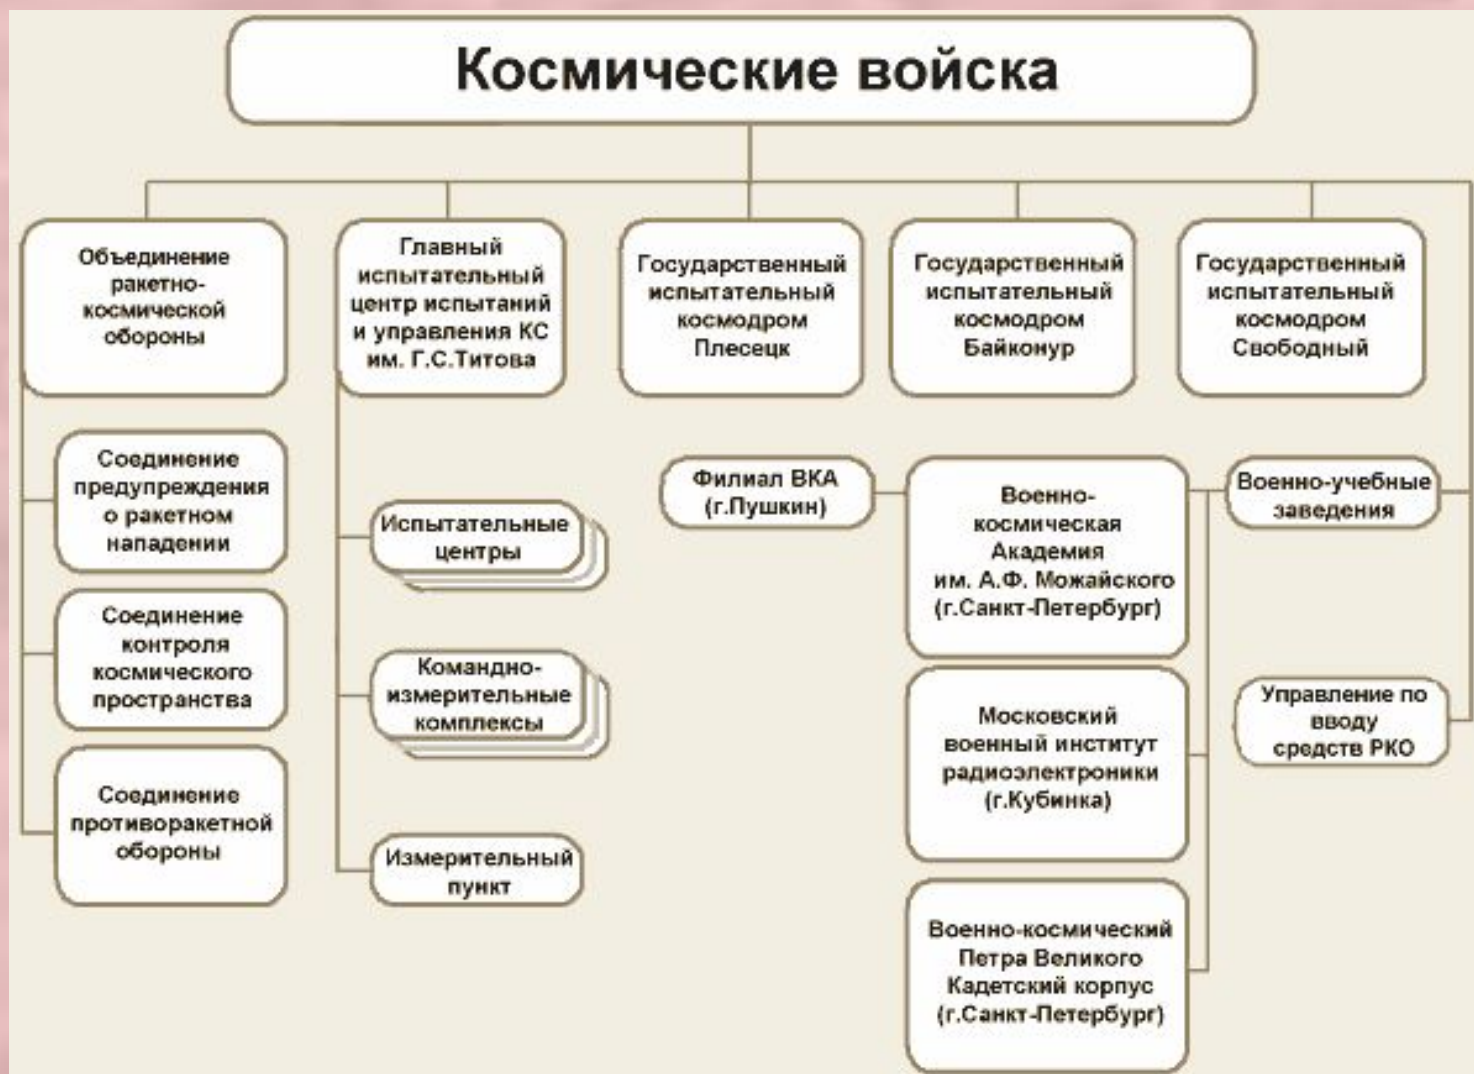 Космические войска
Объединение
ракетно-
космической
обороны
Главный
испытательный
центр испытаний
и управления КС
им. Г.С.Титова
Государственный
испытательный
космодром
Плесецк
Государственный
испытательный
космодром
Байконур
Государственный
испытательный
космодром
Свободный
Соединение
предупреждения
о ракетном
нападении
Соединение
контроля
космического
пространства
Соединение
противоракетной
обороны
Испытательные
центры
Командно-
измерительные
комплексы
Измерительный
пункт
Филиал ВКА
(г.Пушкин)
Военно-
космическая
Академия
им. А.Ф. Можайского
(г.Санкт-Петербург)
Московский
военный институт
радиоэлектроники
(г.Кубинка)
Военно-космический
Петра Великого
Кадетский корпус
(г.Санкт-Петербург)
Военно-учебные
заведения
Управление по
вводу
средств РКО